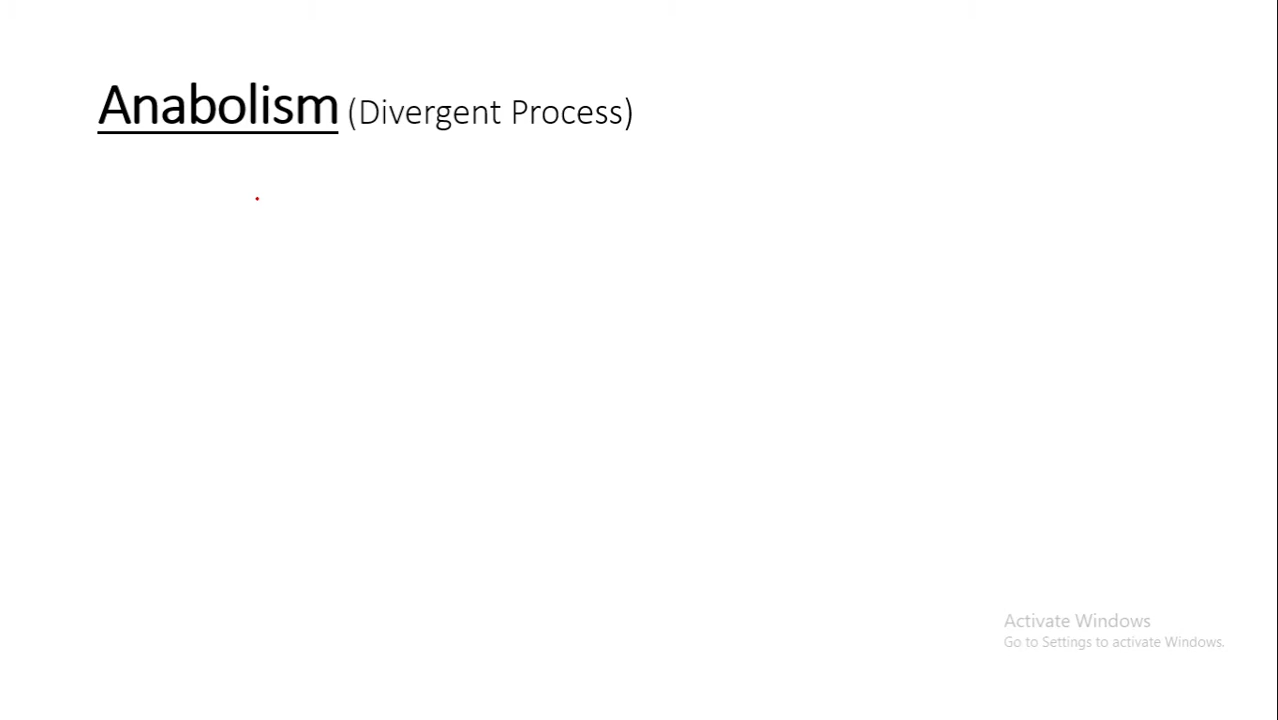 Anabolism (Divergent Process)
Activate Windows
Go to Settings to activate Windows.